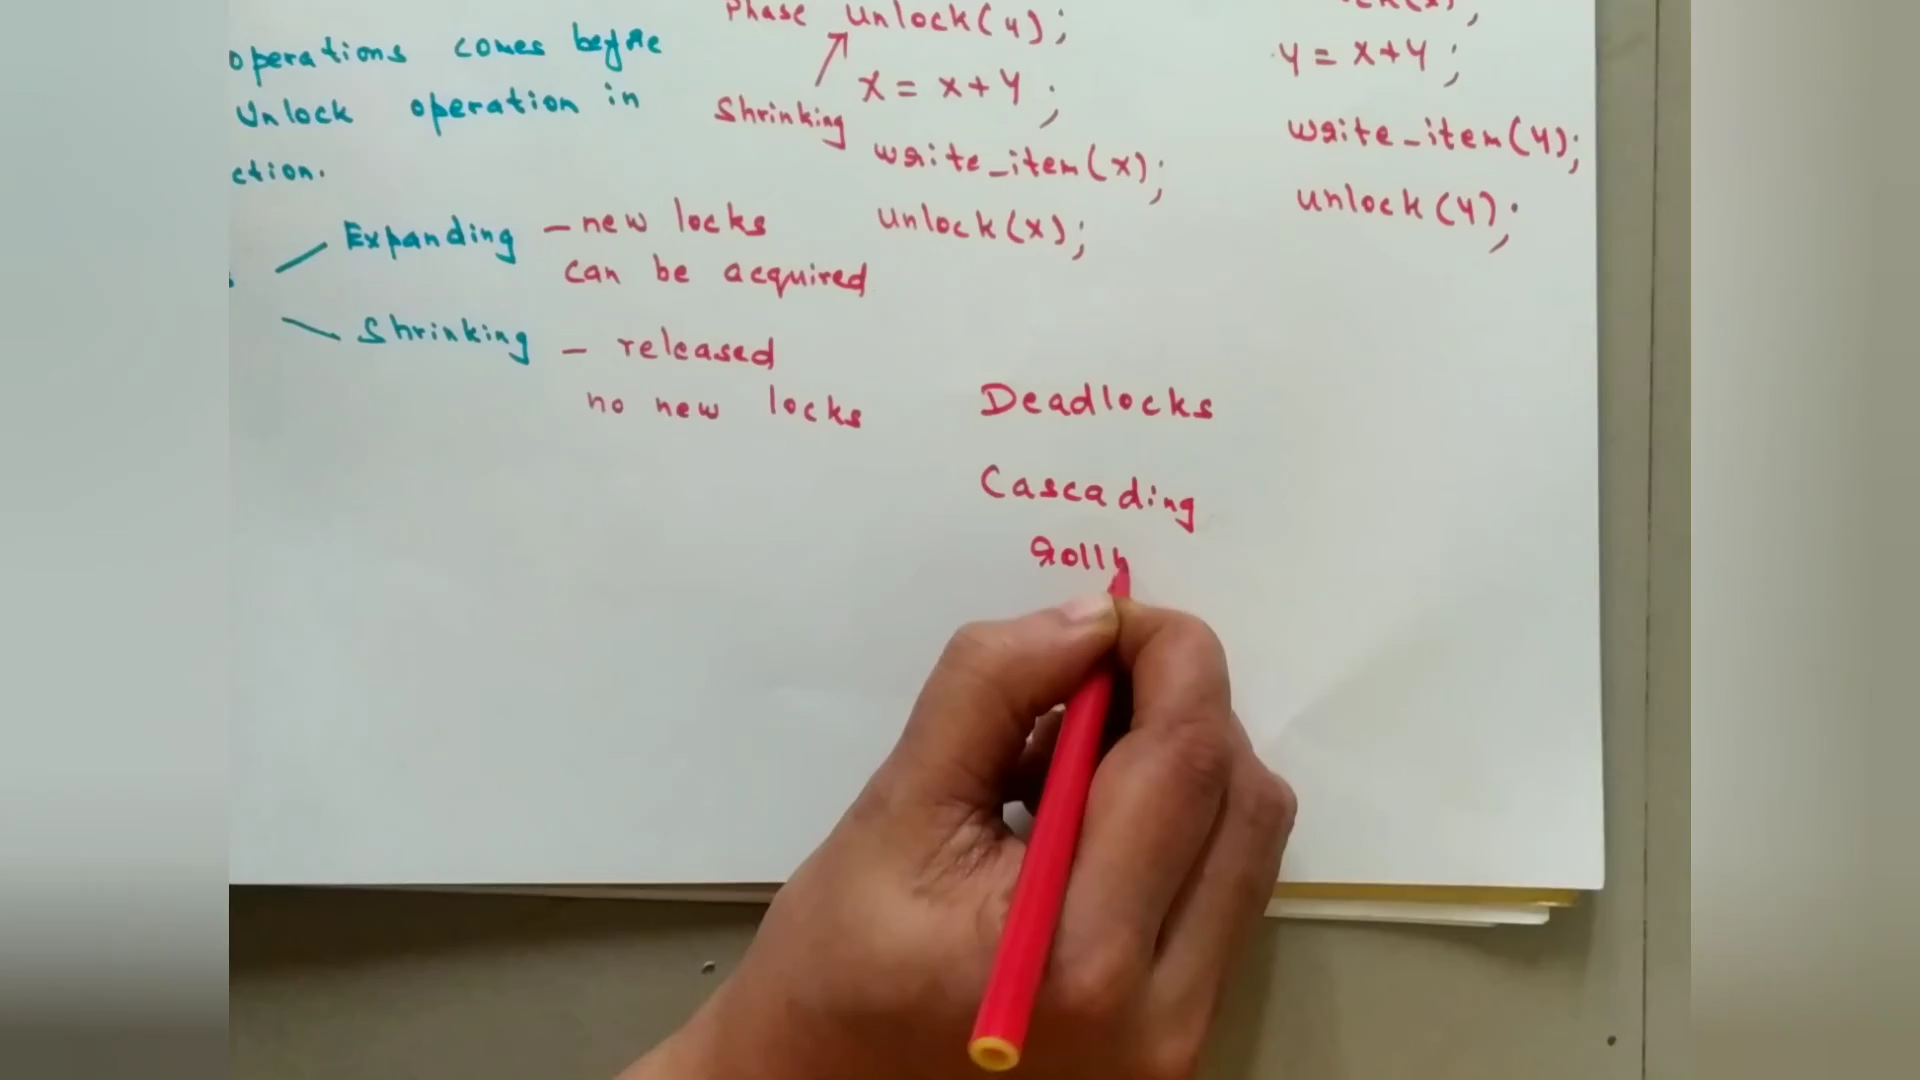 operations comes before
Unlock operation in
ction.
Expanding - new locks
can be acquired
Shrinking - released
no new locks
Phase unlock(y);
x = x+y;
Shrinking
write_item(x);
unlock(x);
y = x+y;
write_item(y);
unlock(y);
Deadlocks
Cascading
rollb